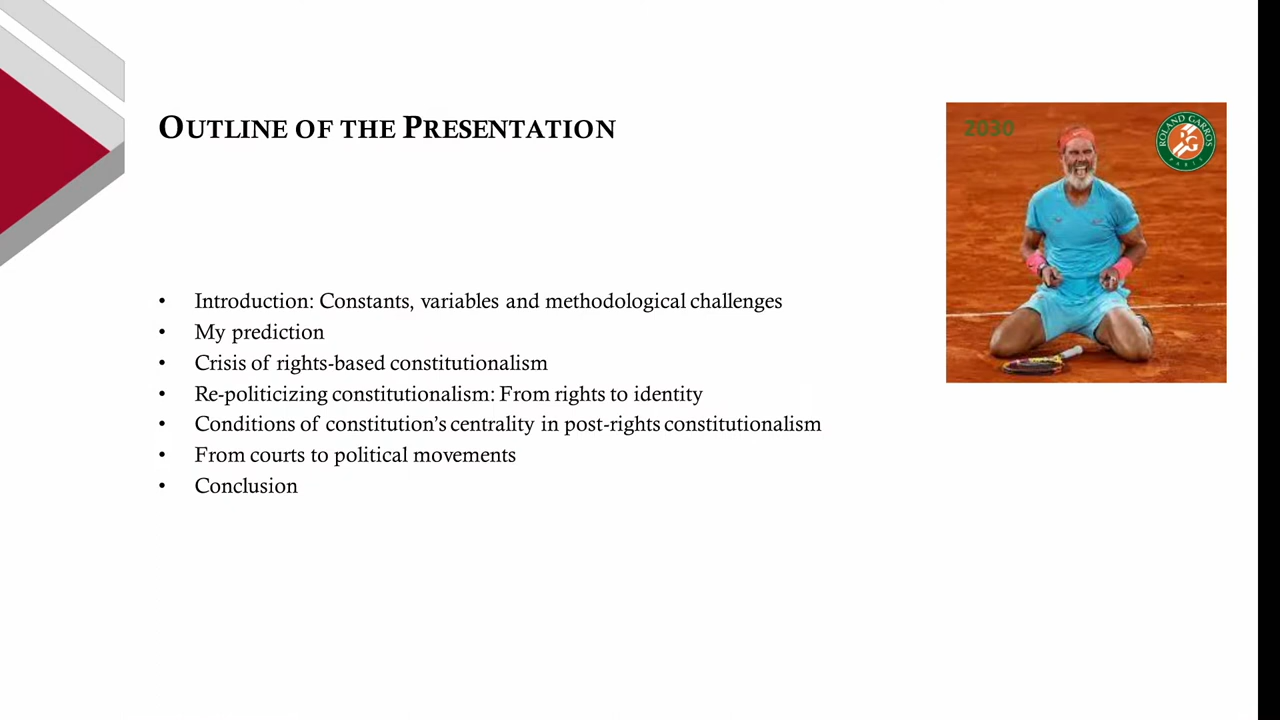 OUTLINE OF THE PRESENTATION
2030
ROLAND GARROS
PARIS
RG
• Introduction: Constants, variables and methodological challenges
• My prediction
• Crisis of rights-based constitutionalism
• Re-politicizing constitutionalism: From rights to identity
• Conditions of constitution’s centrality in post-rights constitutionalism
• From courts to political movements
• Conclusion